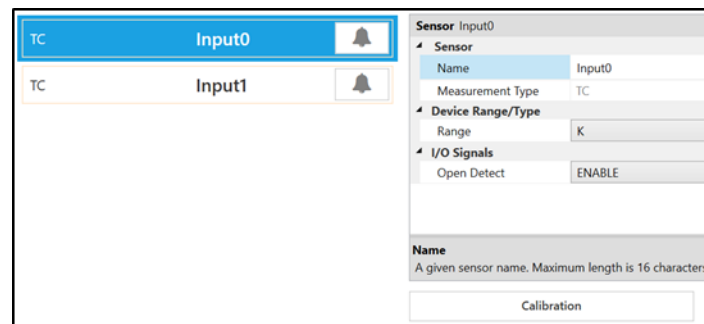 TC Input0
TC Input1
Sensor Input0
Sensor
Name Input0
Measurement Type TC
Device Range/Type
Range K
I/O Signals
Open Detect ENABLE
Name
A given sensor name. Maximum length is 16 characters
Calibration